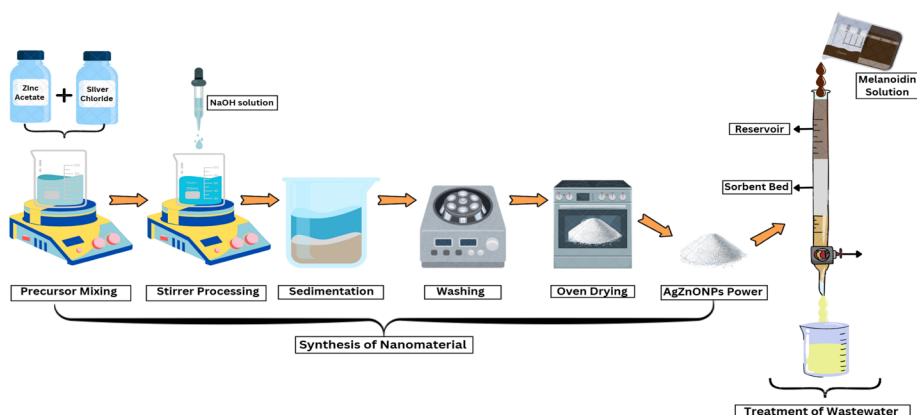 Zinc
Acetate
+
Silver
Chloride
NaOH solution
Melanoidin
Solution
Reservoir
Sorbent Bed
Precursor Mixing
Stirrer Processing
Sedimentation
Washing
Oven Drying
AgZnONPs Power
Synthesis of Nanomaterial
Treatment of Wastewater